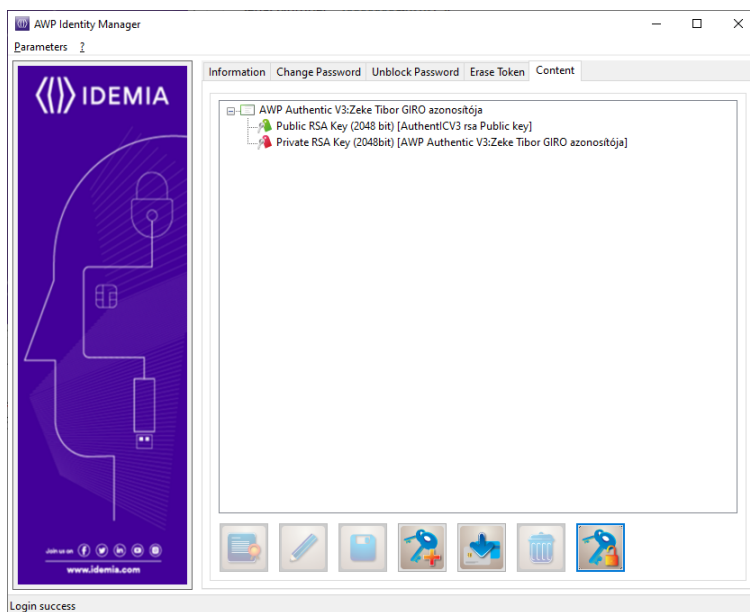 AWP Identity Manager
Parameters ?
IDEMIA
Information Change Password Unblock Password Erase Token Content
AWP Authentic V3:Zeke Tibor GIRO azonosítója
Public RSA Key (2048 bit) [AuthentICV3 rsa Public key]
Private RSA Key (2048bit) [AWP Authentic V3:Zeke Tibor GIRO azonosítója]
Join us on
www.idemia.com
Login success